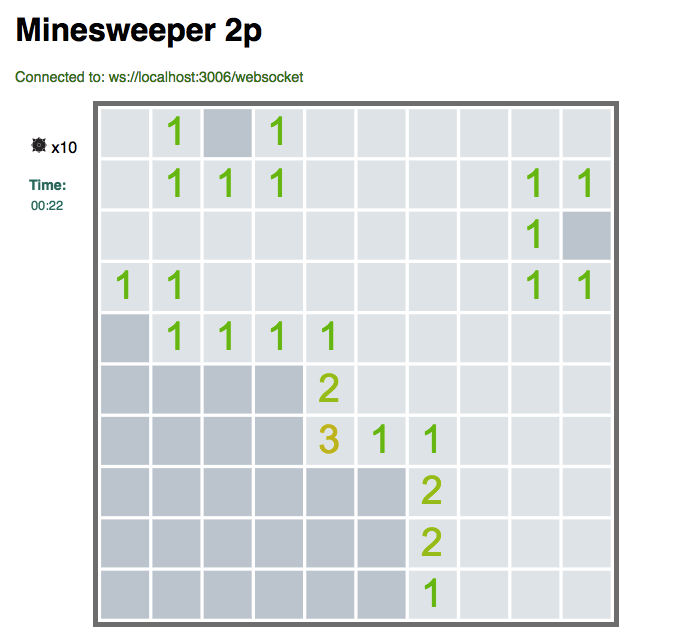 Minesweeper 2p
Connected to: ws://localhost:3006/websocket
x10
Time:
00:22
1 1
1 1 1 1 1
1
1 1 1 1
1 1 1 1
2
3 1 1
2
2
1